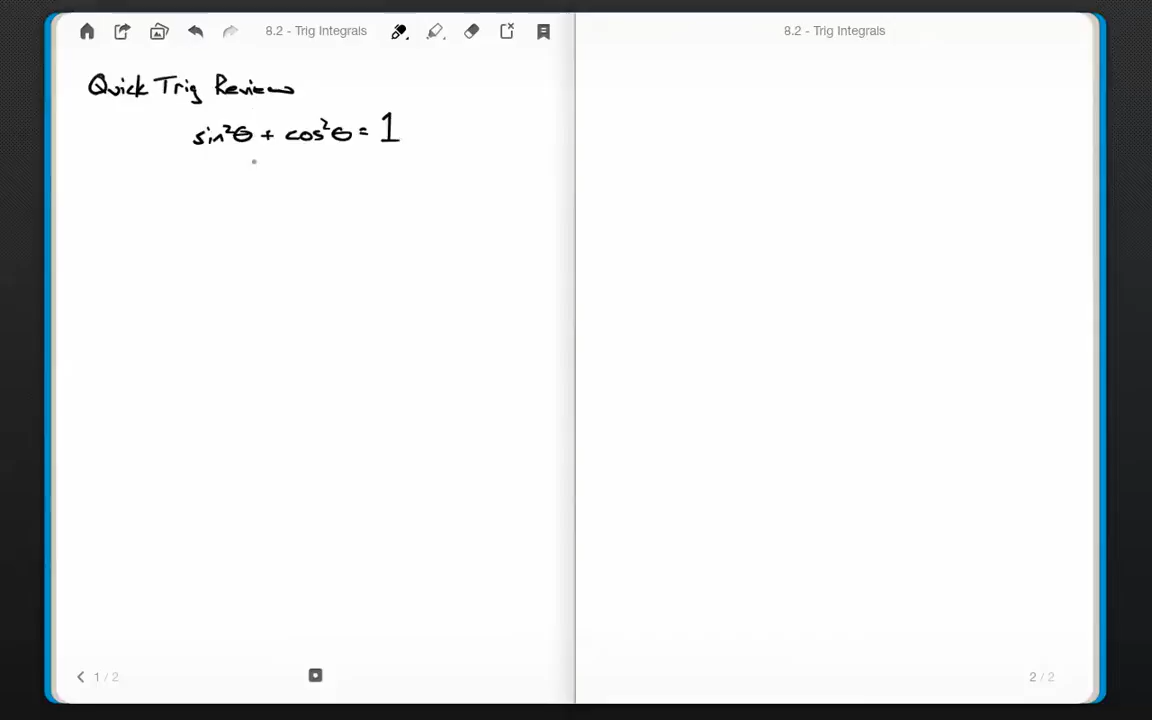 8.2 - Trig Integrals
8.2 - Trig Integrals
Quick Trig Review
sin²θ + cos²θ = 1
1 / 2
2 / 2